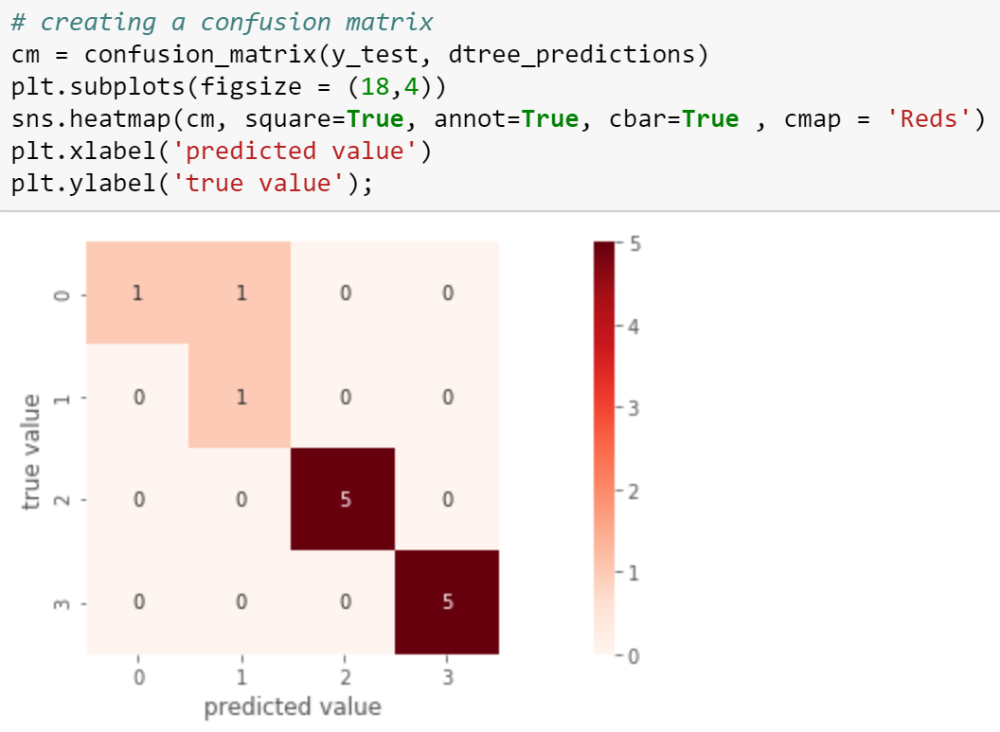 # creating a confusion matrix
cm = confusion_matrix(y_test, dtree_predictions)
plt.subplots(figsize = (18,4))
sns.heatmap(cm, square=True, annot=True, cbar=True , cmap = 'Reds')
plt.xlabel('predicted value')
plt.ylabel('true value');
5
4
3
2
1
0
true value
0 1 1 0 0
1 0 1 0 0
2 0 0 5 0
3 0 0 0 5
0 1 2 3
predicted value